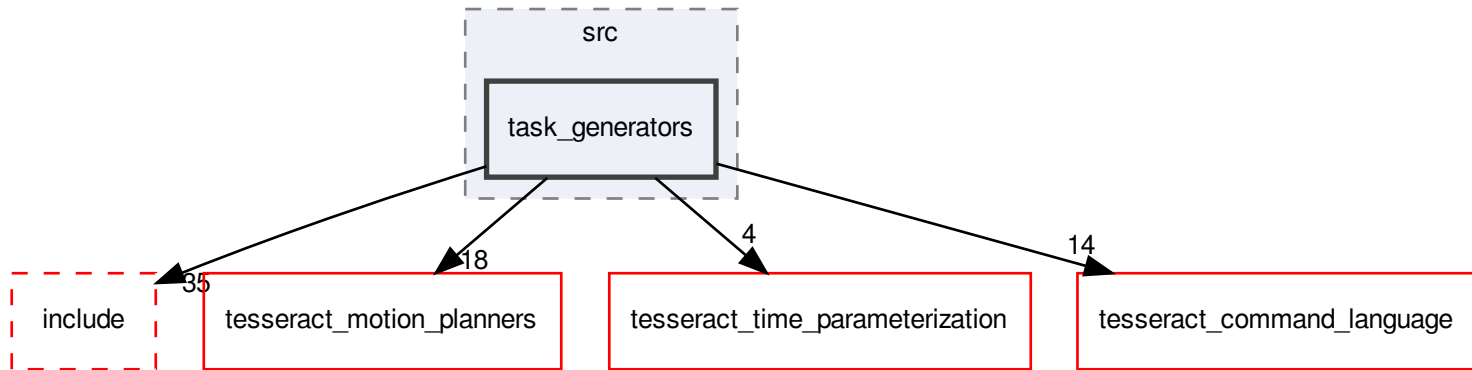 src
task_generators
4
14
18
35
include
tesseract_motion_planners
tesseract_time_parameterization
tesseract_command_language